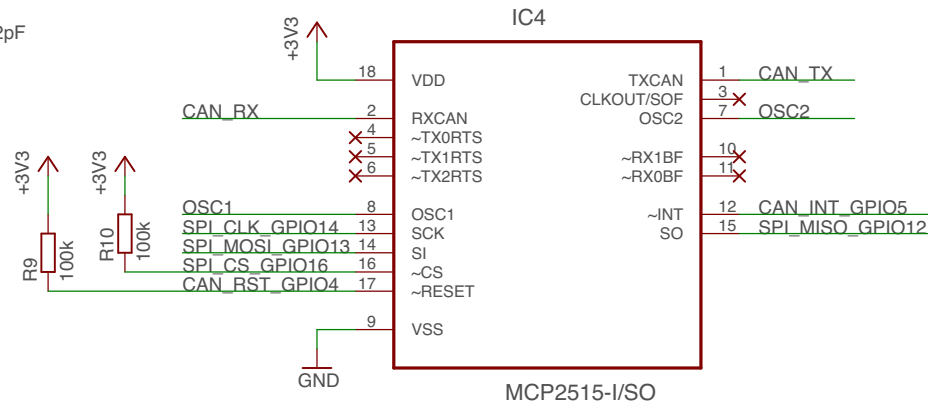 IC4
2pF
+3V3
18 VDD
TXCAN 1 CAN_TX
CLKOUT/SOF 3
CAN_RX 2 RXCAN
OSC2 7 OSC2
4 ~TX0RTS
5 ~TX1RTS
~RX1BF 10
6 ~TX2RTS
~RX0BF 11
+3V3
+3V3
OSC1 8 OSC1
~INT 12 CAN_INT_GPIO5
SPI_CLK_GPIO14 13 SCK
SO 15 SPI_MISO_GPIO12
R9
100k
R10
100k
SPI_MOSI_GPIO13 14 SI
SPI_CS_GPIO16 16 ~CS
CAN_RST_GPIO4 17 ~RESET
9 VSS
GND
MCP2515-I/SO